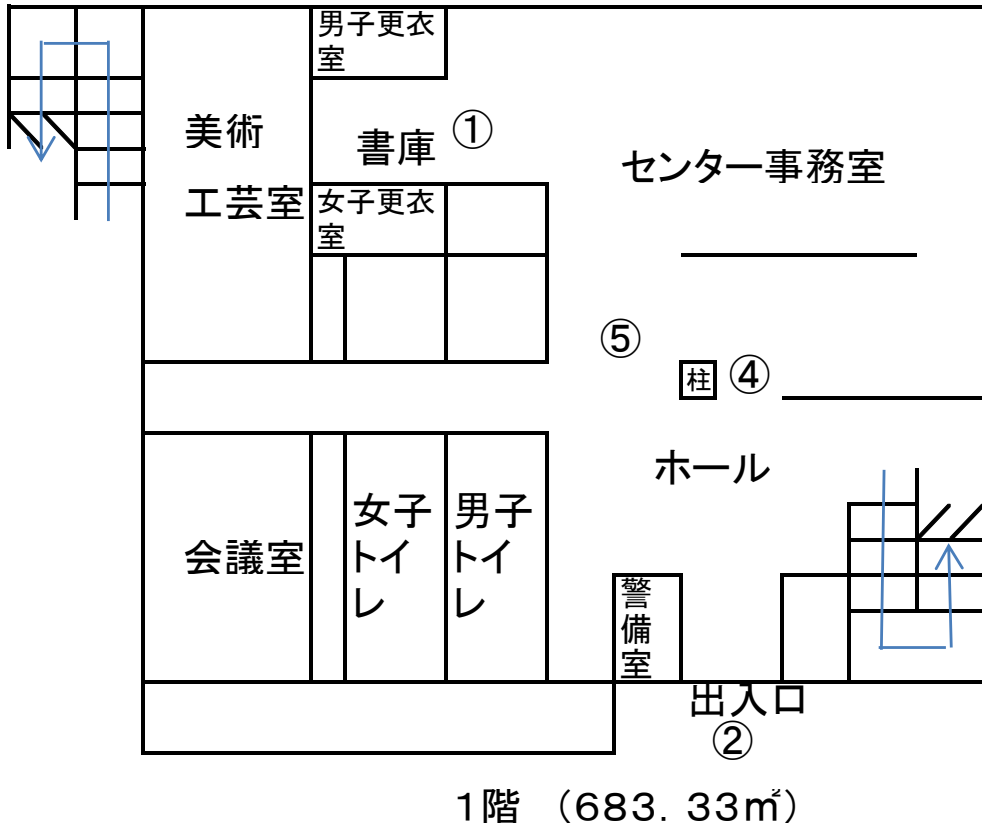 男子更衣
室
美術
工芸室
書庫
①
センター事務室
女子更衣
室
⑤
柱
④
ホール
会議室
女子
トイ
レ
男子
トイ
レ
警
備
室
出入口
②
1階 （683．33㎡）